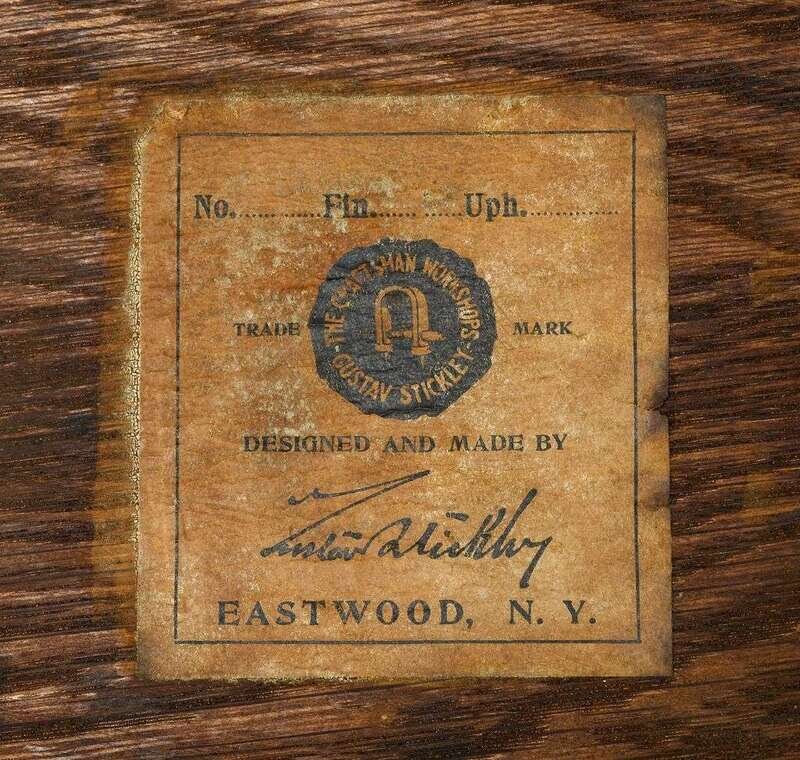 No. ............ Fin. ............ Uph. ..............
THE CRAFTSMAN WORKSHOPS
TRADE MARK
GUSTAV STICKLEY
DESIGNED AND MADE BY
Gustav Stickley
EASTWOOD, N. Y.